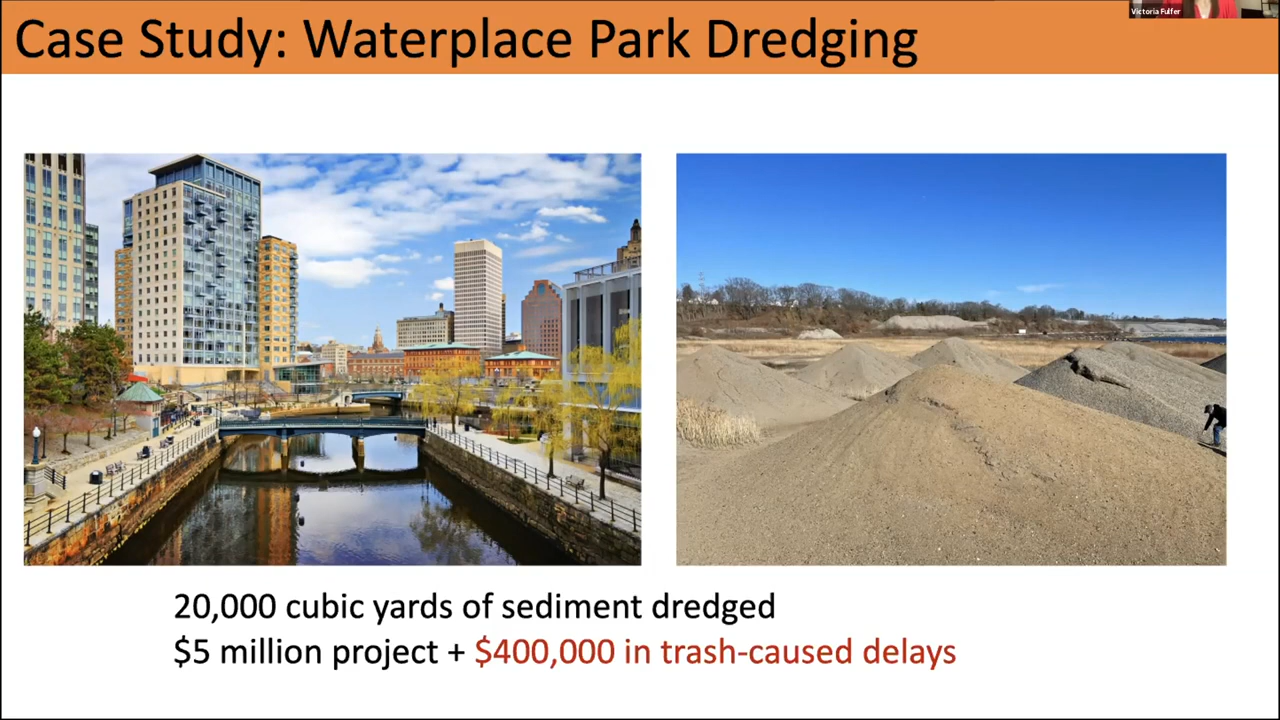 Case Study: Waterplace Park Dredging
Victoria Fulfer
20,000 cubic yards of sediment dredged
$5 million project + $400,000 in trash-caused delays